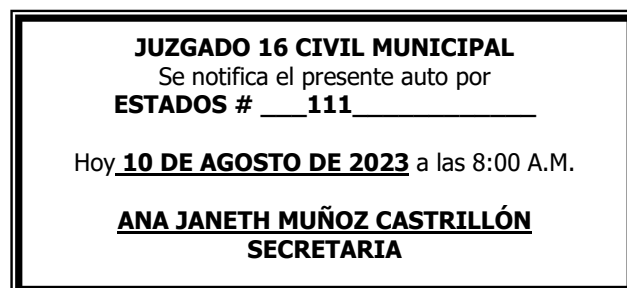 JUZGADO 16 CIVIL MUNICIPAL
Se notifica el presente auto por
ESTADOS # ___111____________
Hoy 10 DE AGOSTO DE 2023 a las 8:00 A.M.
ANA JANETH MUÑOZ CASTRILLÓN
SECRETARIA